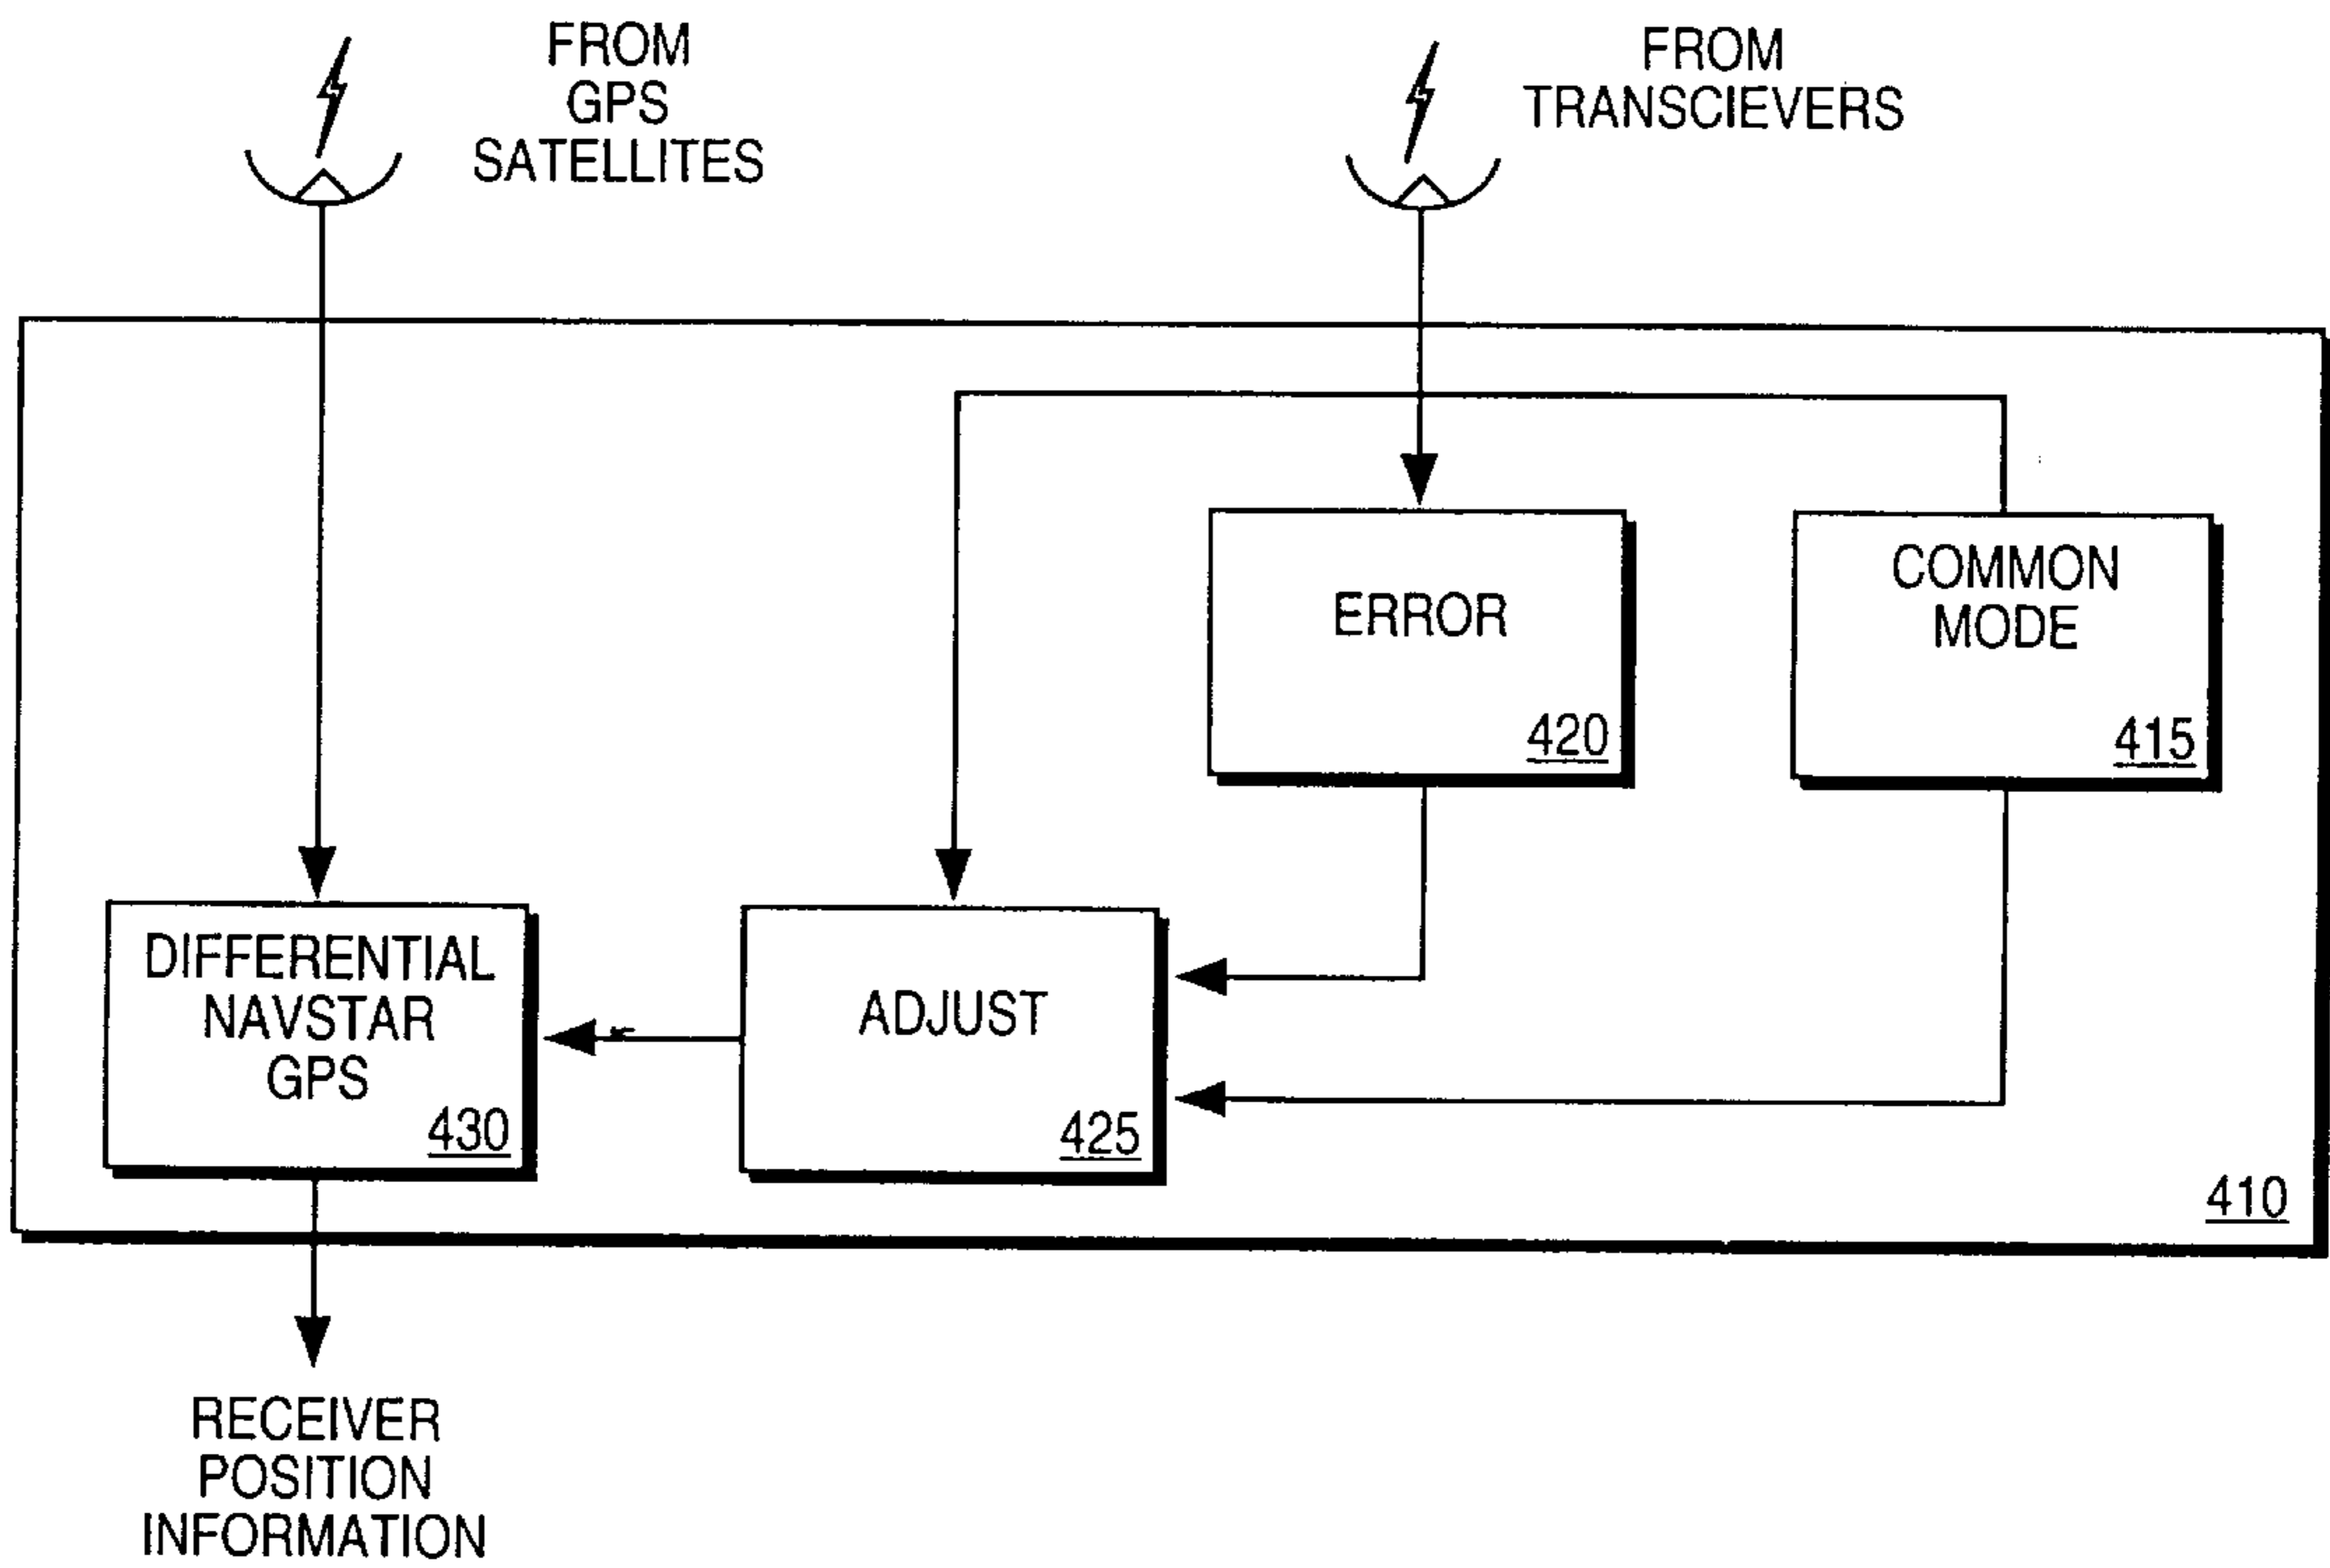 FROM
GPS
SATELLITES
FROM
TRANSCIEVERS
ERROR
420
COMMON
MODE
415
DIFFERENTIAL
NAVSTAR
GPS
430
ADJUST
425
410
RECEIVER
POSITION
INFORMATION